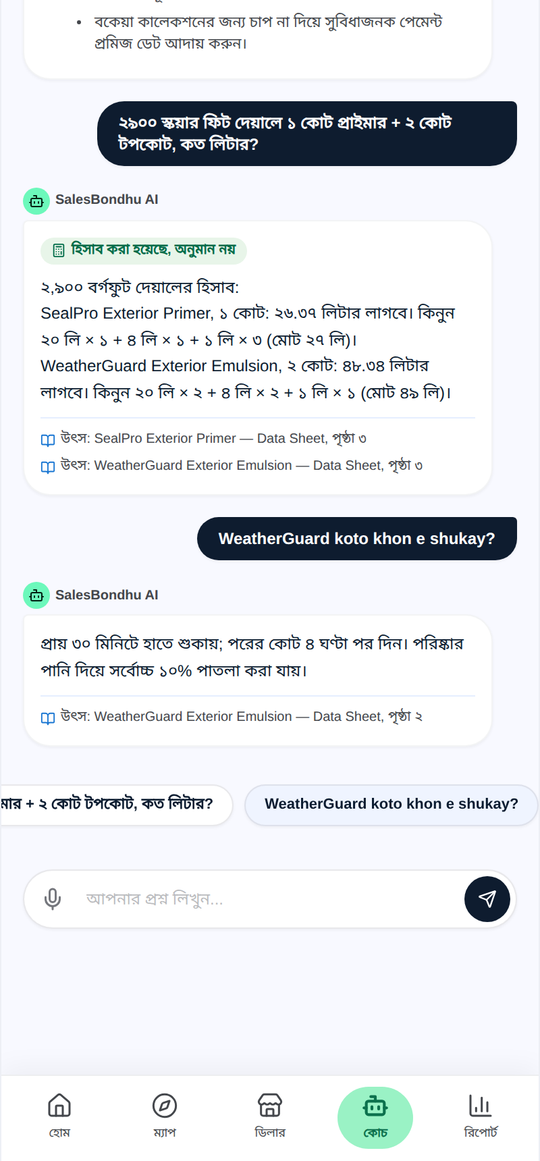 বকেয়া কালেকশনের জন্য চাপ না দিয়ে সুবিধাজনক পেমেন্ট
প্রমিজ ডেট আদায় করুন।
২৯০০ স্কয়ার ফিট দেয়ালে ১ কোট প্রাইমার + ২ কোট
টপকোট, কত লিটার?
SalesBondhu AI
হিসাব করা হয়েছে, অনুমান নয়
২,৯০০ বর্গফুট দেয়ালের হিসাব:
SealPro Exterior Primer, ১ কোট: ২৬.৩৭ লিটার লাগবে। কিনুন
২০ লি × ১ + ৪ লি × ১ + ১ লি × ৩ (মোট ২৭ লি)।
WeatherGuard Exterior Emulsion, ২ কোট: ৪৮.৩৪ লিটার
লাগবে। কিনুন ২০ লি × ২ + ৪ লি × ২ + ১ লি × ১ (মোট ৪৯ লি)।
উৎস: SealPro Exterior Primer — Data Sheet, পৃষ্ঠা ৩
উৎস: WeatherGuard Exterior Emulsion — Data Sheet, পৃষ্ঠা ৩
WeatherGuard koto khon e shukay?
SalesBondhu AI
প্রায় ৩০ মিনিটে হাতে শুকায়; পরের কোট ৪ ঘণ্টা পর দিন। পরিষ্কার
পানি দিয়ে সর্বোচ্চ ১০% পাতলা করা যায়।
উৎস: WeatherGuard Exterior Emulsion — Data Sheet, পৃষ্ঠা ২
মার + ২ কোট টপকোট, কত লিটার? WeatherGuard koto khon e shukay?
আপনার প্রশ্ন লিখুন...
হোম ম্যাপ ডিলার কোচ রিপোর্ট